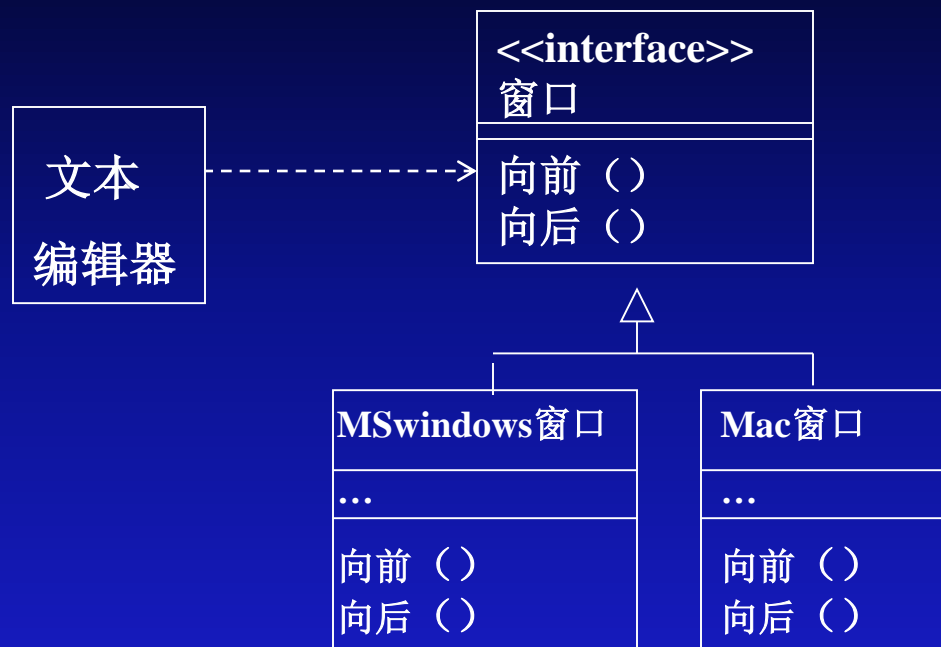 <<interface>>
窗口
向前（）
向后（）
文本
编辑器
MSwindows窗口
…
向前（）
向后（）
Mac窗口
…
向前（）
向后（）